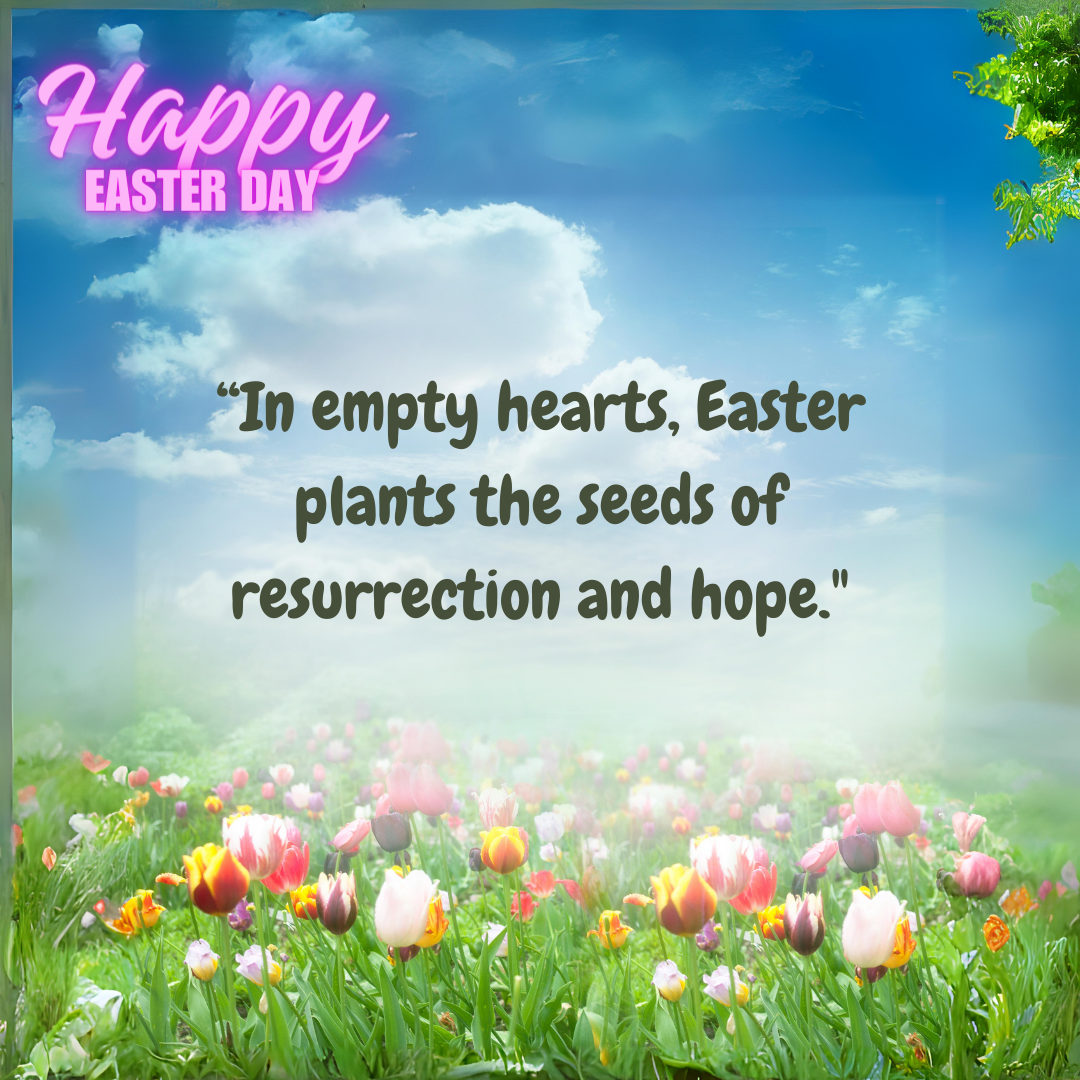 Happy
EASTER DAY
“In empty hearts, Easter
plants the seeds of
resurrection and hope."